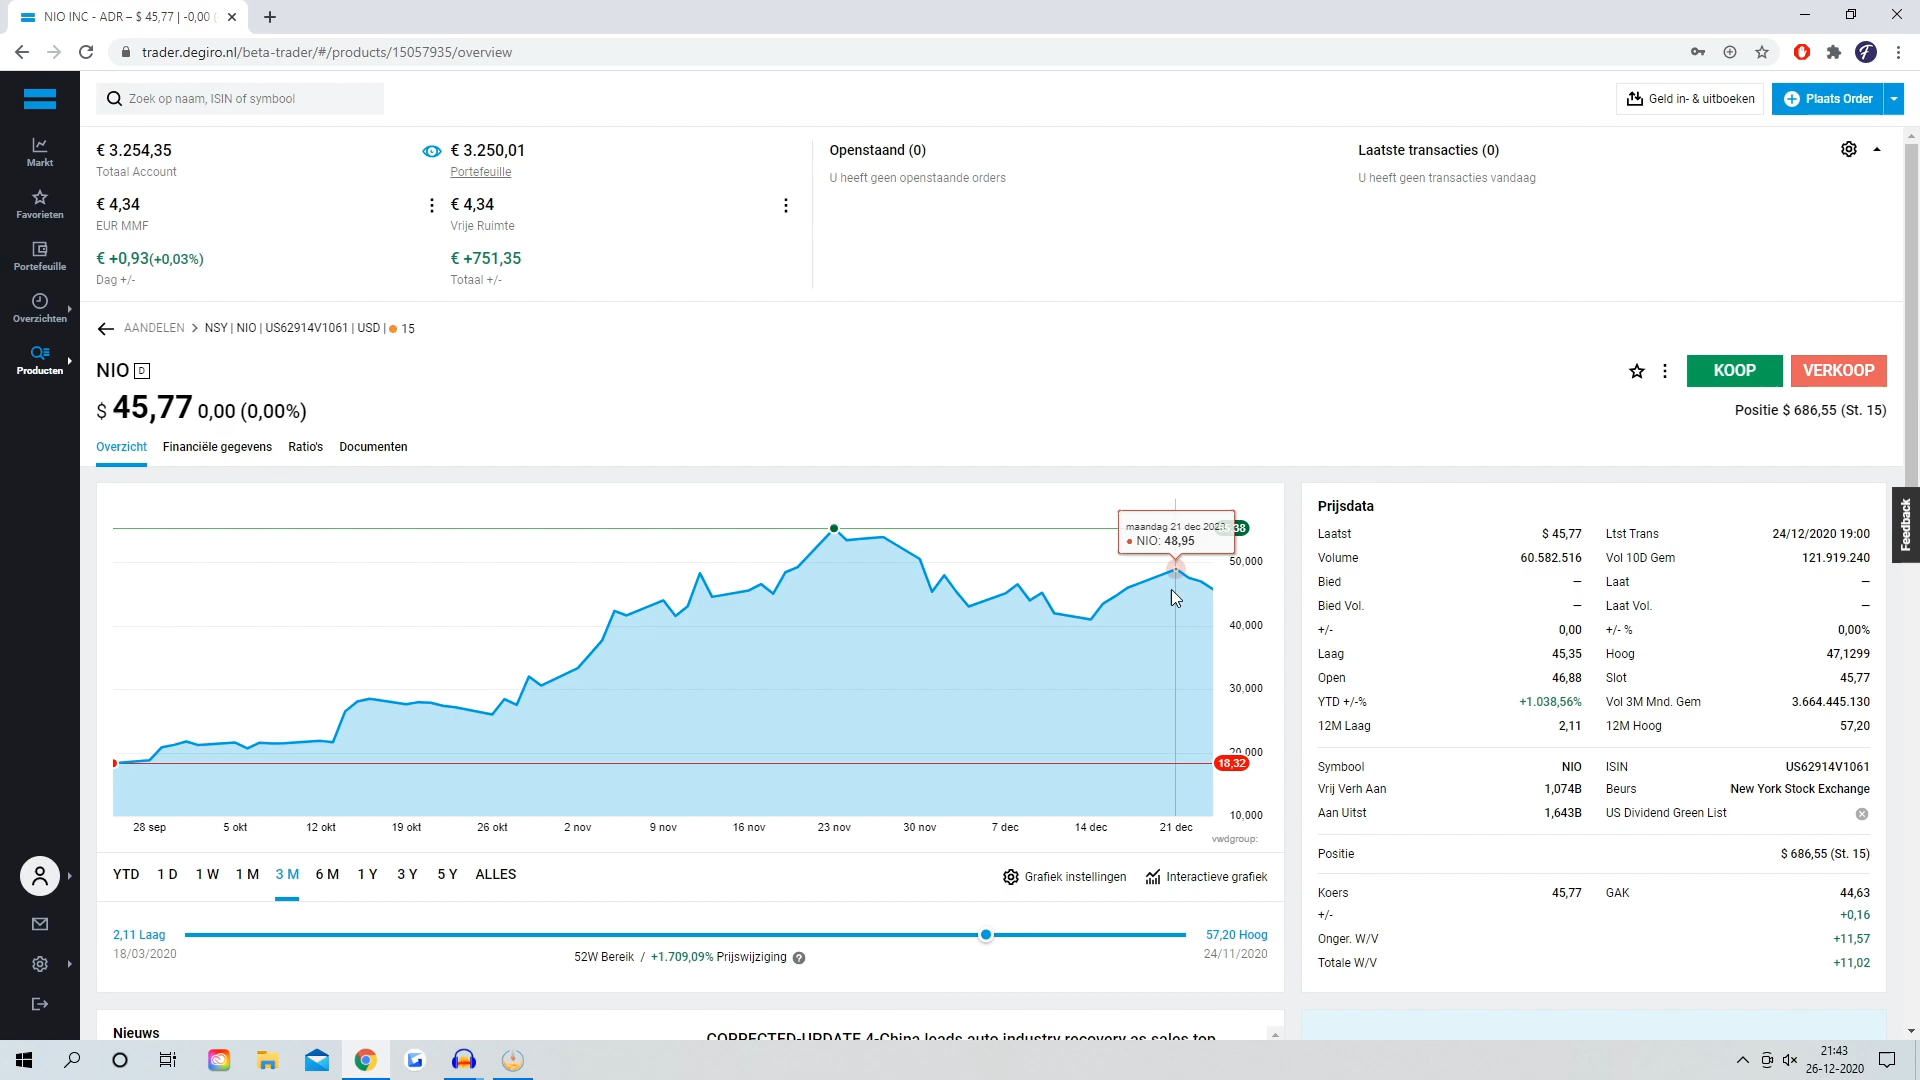 NIO INC - ADR – $ 45,77 | -0,00 (
trader.degiro.nl/beta-trader/#/products/15057935/overview
Zoek op naam, ISIN of symbool
Geld in- & uitboeken
Plaats Order
Markt
Favorieten
Portefeuille
Overzichten
Producten
€ 3.254,35
Totaal Account
€ 3.250,01
Portefeuille
€ 4,34
EUR MMF
€ 4,34
Vrije Ruimte
€ +0,93(+0,03%)
Dag +/-
€ +751,35
Totaal +/-
Openstaand (0)
U heeft geen openstaande orders
Laatste transacties (0)
U heeft geen transacties vandaag
AANDELEN > NSY | NIO | US62914V1061 | USD | 15
NIO D
$ 45,77 0,00 (0,00%)
KOOP
VERKOOP
Positie $ 686,55 (St. 15)
Overzicht Financiële gegevens Ratio's Documenten
maandag 21 dec
NIO: 48,95
38
50,000
40,000
30,000
20,000
18,32
10,000
28 sep 5 okt 12 okt 19 okt 26 okt 2 nov 9 nov 16 nov 23 nov 30 nov 7 dec 14 dec 21 dec
vwdgroup:
YTD 1 D 1 W 1 M 3 M 6 M 1 Y 3 Y 5 Y ALLES
Grafiek instellingen
Interactieve grafiek
2,11 Laag
18/03/2020
57,20 Hoog
24/11/2020
52W Bereik / +1.709,09% Prijswijziging ?
Nieuws
CORRECTED-UPDATE 4-China leads auto industry recovery as sales top
Prijsdata
Laatst $ 45,77 Ltst Trans 24/12/2020 19:00
Volume 60.582.516 Vol 10D Gem 121.919.240
Bied – Laat –
Bied Vol. – Laat Vol. –
+/- 0,00 +/- % 0,00%
Laag 45,35 Hoog 47,1299
Open 46,88 Slot 45,77
YTD +/-% +1.038,56% Vol 3M Mnd. Gem 3.664.445.130
12M Laag 2,11 12M Hoog 57,20
Symbool NIO ISIN US62914V1061
Vrij Verh Aan 1,074B Beurs New York Stock Exchange
Aan Uitst 1,643B US Dividend Green List
Positie $ 686,55 (St. 15)
Koers 45,77 GAK 44,63
+/- +0,16
Onger. W/V +11,57
Totale W/V +11,02
Feedback
21:43
26-12-2020